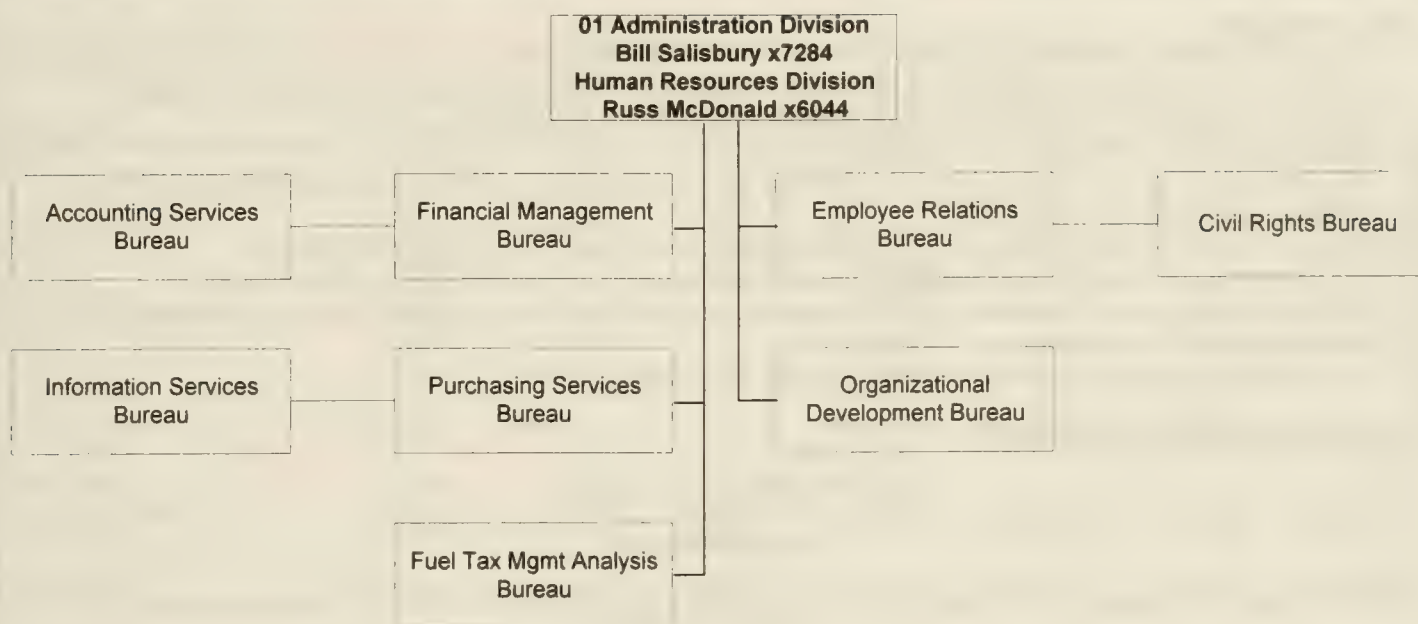 01 Administration Division
Bill Salisbury x7284
Human Resources Division
Russ McDonald x6044
Accounting Services
Bureau
Financial Management
Bureau
Employee Relations
Bureau
Civil Rights Bureau
Information Services
Bureau
Purchasing Services
Bureau
Organizational
Development Bureau
Fuel Tax Mgmt Analysis
Bureau